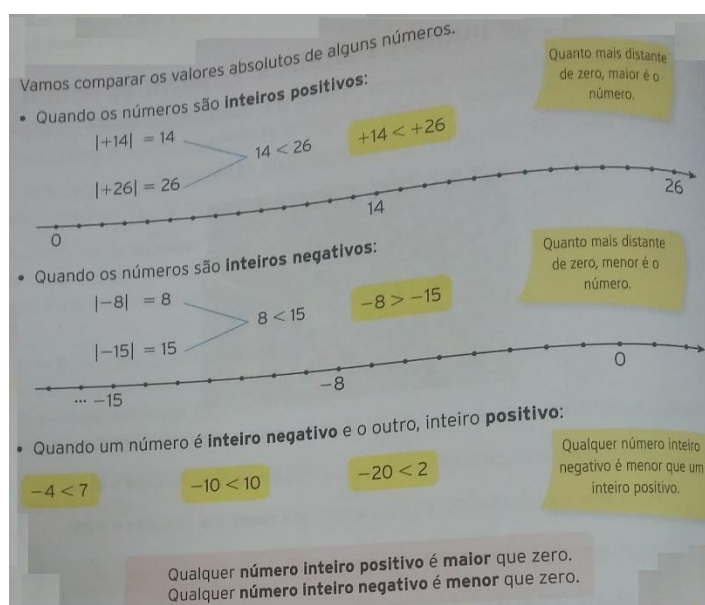 Vamos comparar os valores absolutos de alguns números.
Quanto mais distante
de zero, maior é o
número.
• Quando os números são inteiros positivos:
|+14| = 14
14 < 26
+14 < +26
|+26| = 26
0
14
26
• Quando os números são inteiros negativos:
Quanto mais distante
de zero, menor é o
número.
|−8| = 8
8 < 15
−8 > −15
|−15| = 15
... −15
−8
0
• Quando um número é inteiro negativo e o outro, inteiro positivo:
Qualquer número inteiro
negativo é menor que um
inteiro positivo.
−4 < 7
−10 < 10
−20 < 2
Qualquer número inteiro positivo é maior que zero.
Qualquer número inteiro negativo é menor que zero.